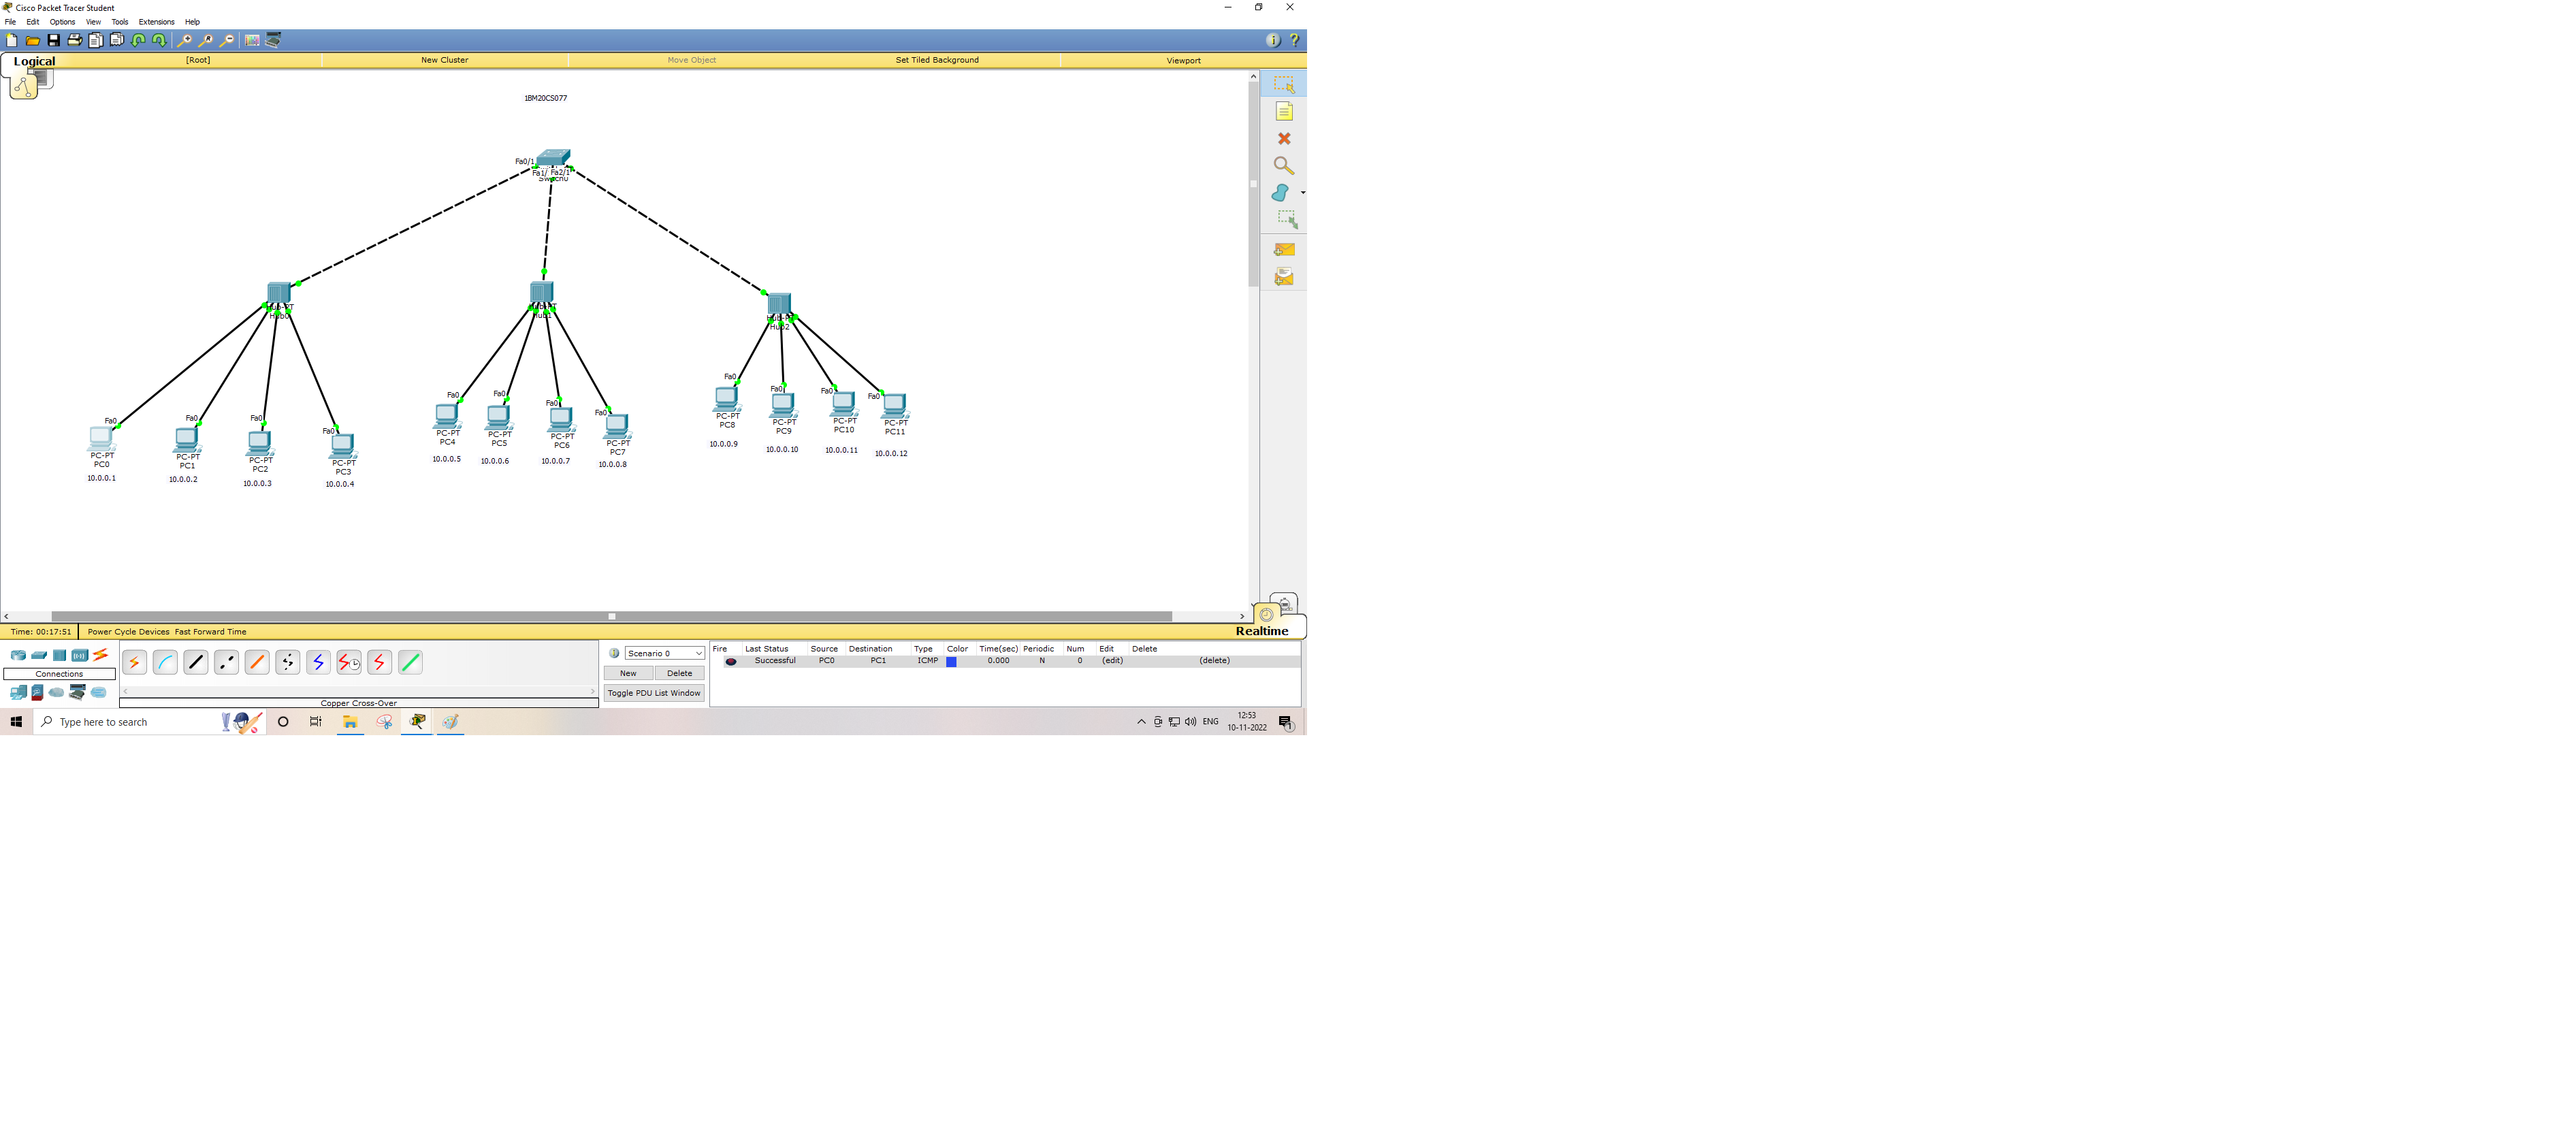 Cisco Packet Tracer Student
File Edit Options View Tools Extensions Help
Logical [Root] New Cluster Move Object Set Tiled Background Viewport
1BM20CS077
Fa0/1
Fa1/ Fa2/1
Switch0
Hub-PT
Hub0
Hub-PT
Hub1
Hub-PT
Hub2
Fa0 Fa0 Fa0 Fa0
PC-PT
PC0
10.0.0.1
PC-PT
PC1
10.0.0.2
PC-PT
PC2
10.0.0.3
PC-PT
PC3
10.0.0.4
Fa0 Fa0 Fa0 Fa0
PC-PT
PC4
10.0.0.5
PC-PT
PC5
10.0.0.6
PC-PT
PC6
10.0.0.7
PC-PT
PC7
10.0.0.8
Fa0 Fa0 Fa0 Fa0
PC-PT
PC8
10.0.0.9
PC-PT
PC9
10.0.0.10
PC-PT
PC10
10.0.0.11
PC-PT
PC11
10.0.0.12
Realtime
Time: 00:17:51 Power Cycle Devices Fast Forward Time
Connections
Copper Cross-Over
Scenario 0
New Delete
Toggle PDU List Window
Fire Last Status Source Destination Type Color Time(sec) Periodic Num Edit Delete
Successful PC0 PC1 ICMP 0.000 N 0 (edit) (delete)
Type here to search
ENG
12:53
10-11-2022
1